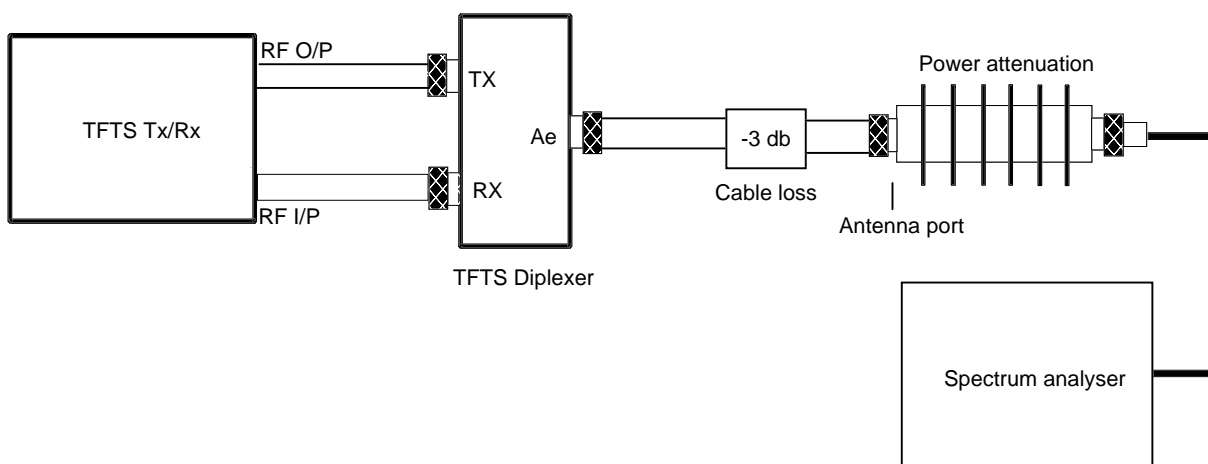 RF O/P
Power attenuation
TFTS Tx/Rx
TX
Ae
-3 db
RX
Cable loss
RF I/P
Antenna port
TFTS Diplexer
Spectrum analyser